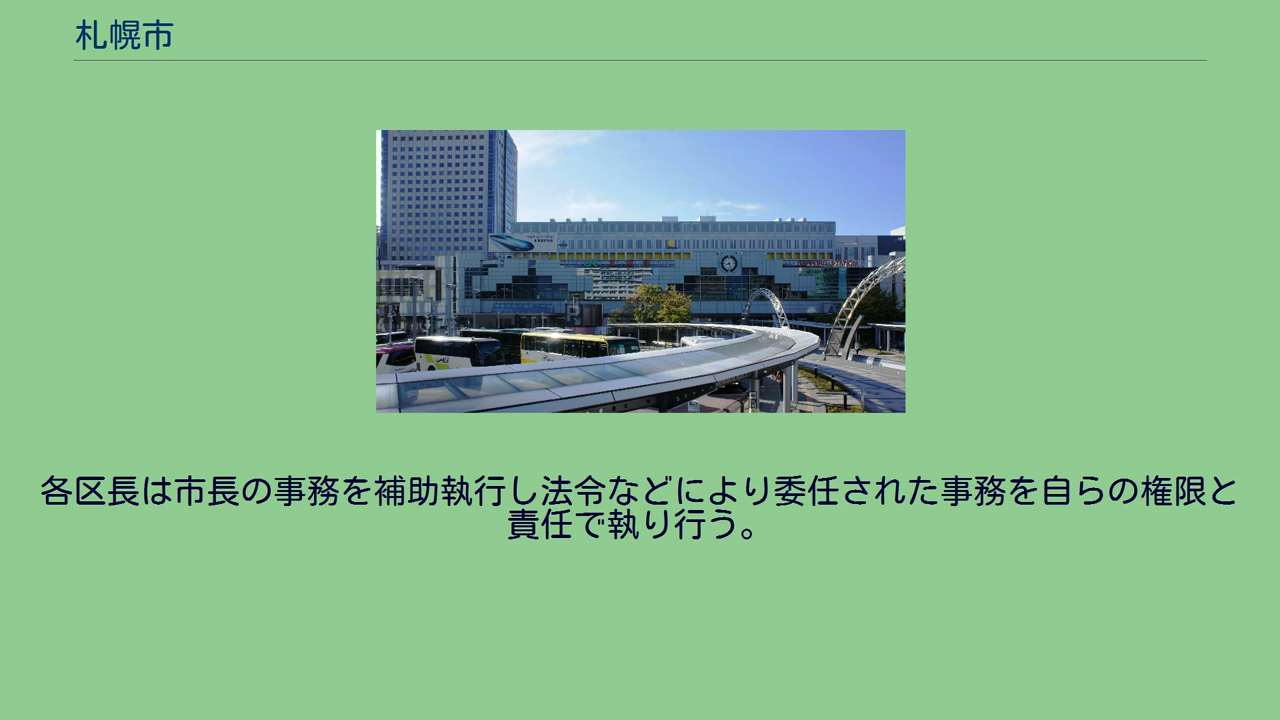 札幌市
各区長は市長の事務を補助執行し法令などにより委任された事務を自らの権限と
責任で執り行う。